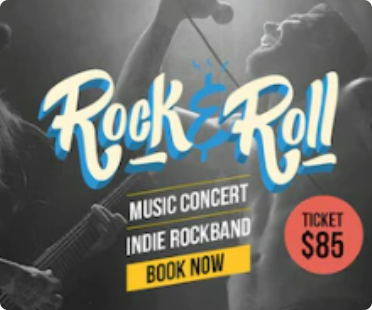 Rock & Roll
MUSIC CONCERT
INDIE ROCKBAND
BOOK NOW
TICKET
$85